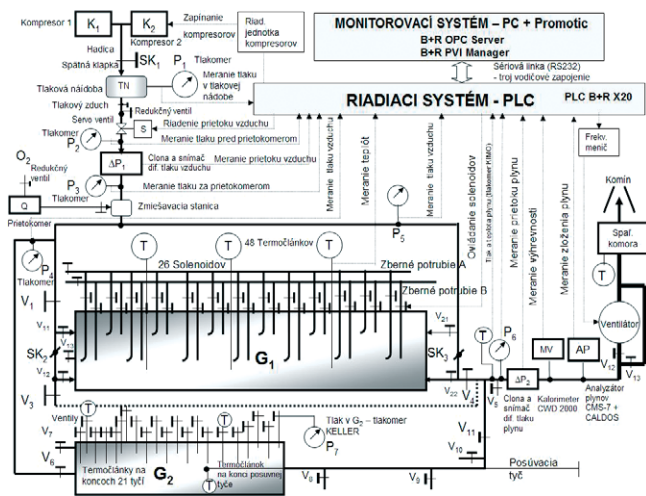 Kompresor 1
K1
K2
Kompresor 2
Zapínanie
kompresorov
Riad.
jednotka
kompresorov
MONITOROVACÍ SYSTÉM – PC + Promotic
B+R OPC Server
B+R PVI Manager
Hadica
Spätná klapka
SK1
P1
Tlakomer
Sériová linka (RS232)
- troj vodičové zapojenie
Tlaková nádoba
TN
Meranie tlaku
v tlakovej
nádobe
RIADIACI SYSTÉM - PLC
PLC B+R X20
Tlakový zduch
Redukčný
ventil
Servo ventil
S
Riadenie prietoku vzduchu
Tlakomer
P2
Meranie tlaku pred prietokomerom
Frekv.
menič
O2
Redukčný
ventil
ΔP1
Clona a snímač
dif. tlaku vzduchu
Meranie prietoku vzduchu
P3
Meranie tlaku za prietokomerom
Tlakomer
Q
Prietokomer
Zmiešavacia stanica
Meranie tlaku vzduchu
Meranie teplôt
Meranie tlaku vzduchu
P5
Ovládanie solenoidov
Tlak a teplota plynu (tlakomer KIMO)
Meranie prietoku plynu
Meranie výhrevnosti
Meranie zloženia plynu
Komín
Spaľ.
komora
T
P4
Tlakomer
T
T
48 Termočlánkov
T
26 Solenoidov
Zberné potrubie A
Zberné potrubie B
V1
V11
V13
SK2
V12
V3
G1
V21
SK3
V22
V4
T
P6
V5
ΔP2
Clona a
snímač
dif. tlaku
plynu
MV
Kalorimeter
CWD 2000
AP
Analyzátor
plynov
CMS-7 +
CALDOS
Ventilátor
V12
V13
Ventily
T
V7
V6
T
Tlak v G2 – tlakomer
KELLER
P7
V11
V10
Termočlánky na
koncoch 21 tyčí
G2
Termočlánok
na konci posuvnej
tyče
T
V8
V9
Posúvacia
tyč